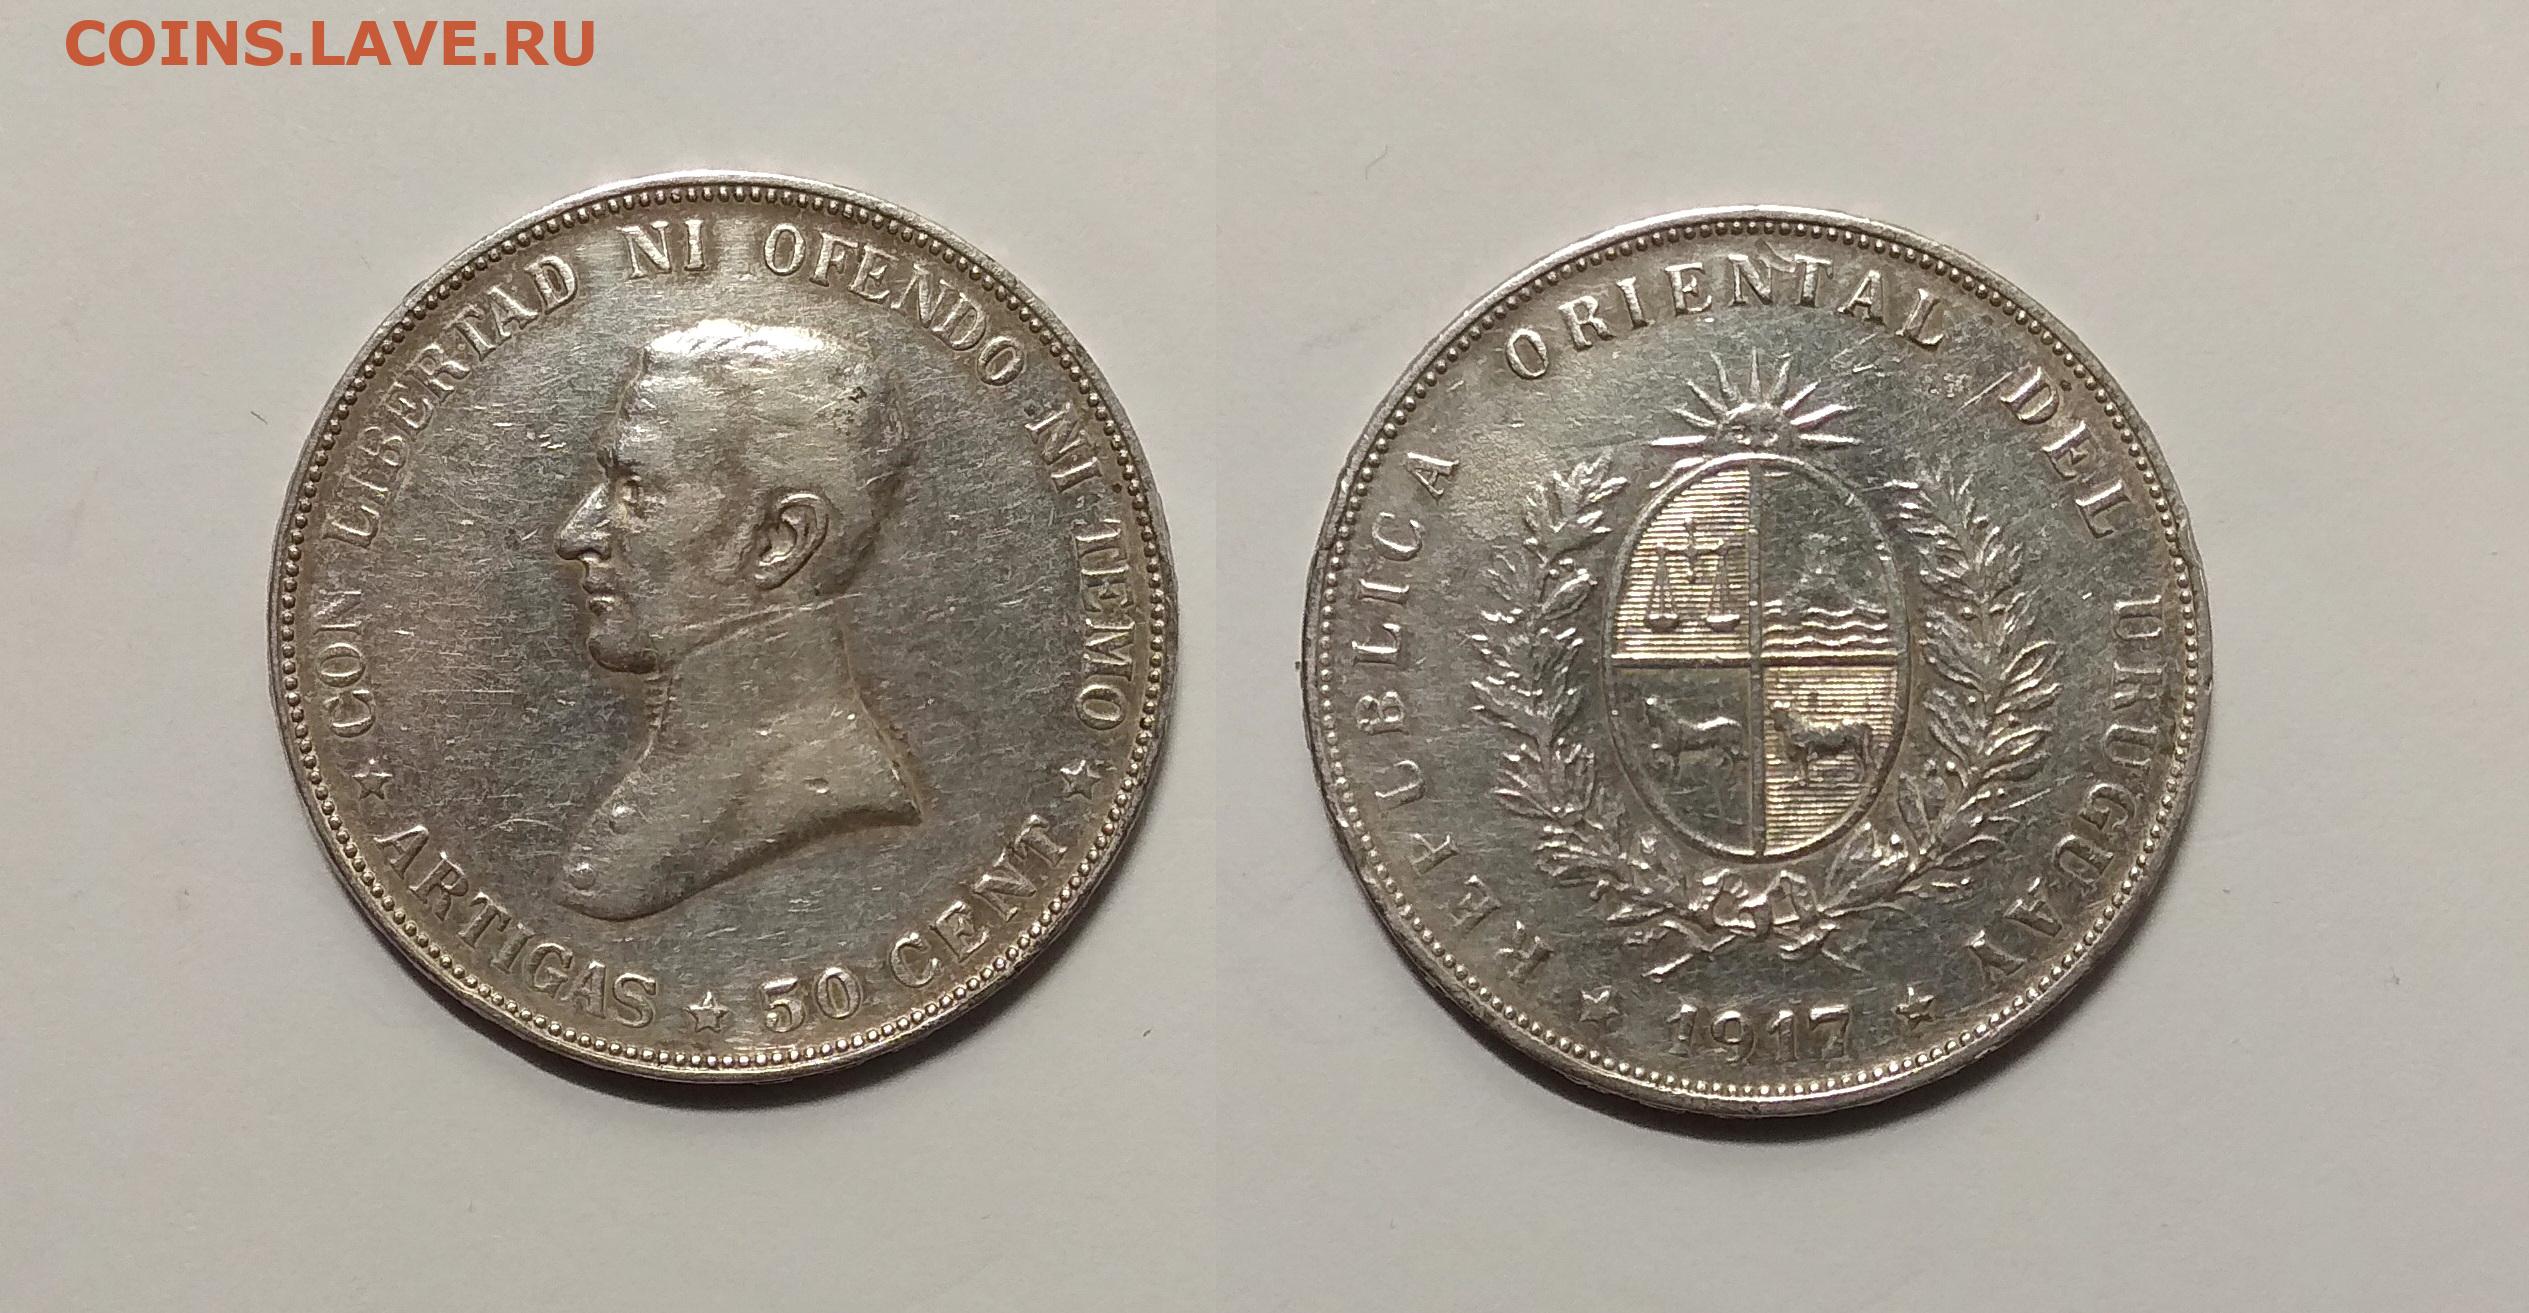 COINS.LAVE.RU
CON LIBERTAD NI OFENDO NI TEMO
★ ARTIGAS ★ 50 CENT ★
REPUBLICA ORIENTAL DEL URUGUAY
★ 1917 ★